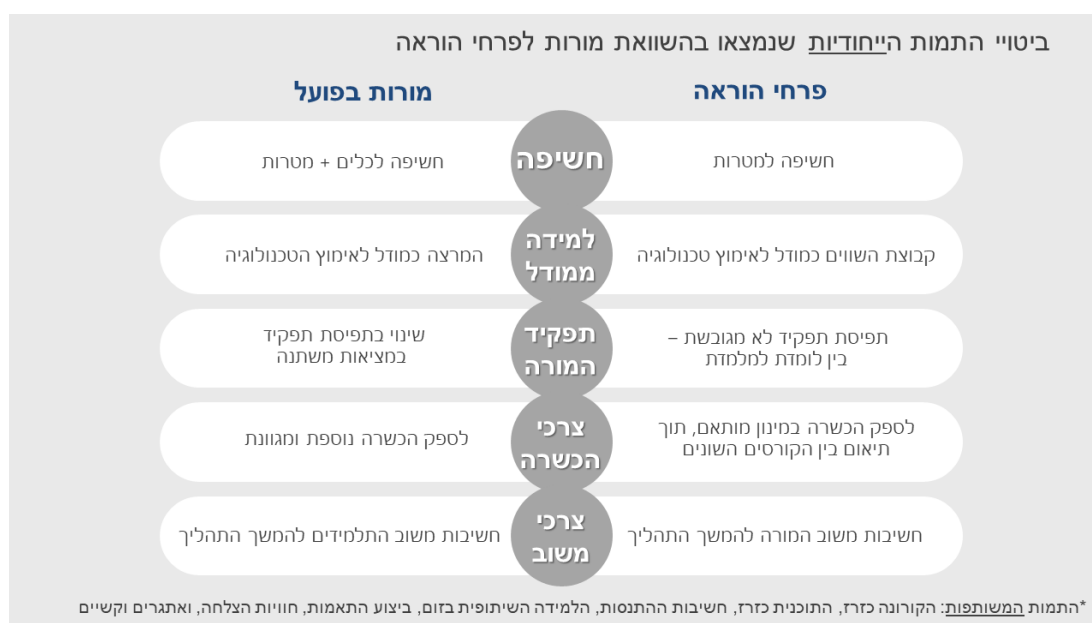 ביטויי התמות הייחודיות שנמצאו בהשוואת מורות לפרחי הוראה
פרחי הוראה
מורות בפועל
חשיפה למטרות
חשיפה
חשיפה לכלים + מטרות
קבוצת השווים כמודל לאימוץ טכנולוגיה
למידה
ממודל
המרצה כמודל לאימוץ הטכנולוגיה
תפיסת תפקיד לא מגובשת –
בין לומדת למלמדת
תפקיד
המורה
שינוי בתפיסת תפקיד
במציאות משתנה
לספק הכשרה במינון מותאם, תוך
תיאום בין הקורסים השונים
צרכי
הכשרה
לספק הכשרה נוספת ומגוונת
חשיבות משוב המורה להמשך התהליך
צרכי
משוב
חשיבות משוב התלמידים להמשך התהליך
*התמות המשותפות: הקורונה כזרז, התוכנית כזרז, חשיבות ההתנסות, הלמידה השיתופית בזום, ביצוע התאמות, חוויות הצלחה, ואתגרים וקשיים